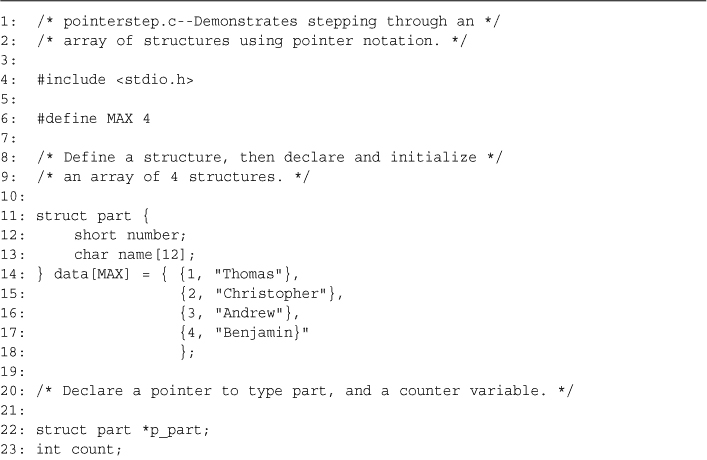 1: /* pointerstep.c--Demonstrates stepping through an */
2: /* array of structures using pointer notation. */
3:
4: #include <stdio.h>
5:
6: #define MAX 4
7:
8: /* Define a structure, then declare and initialize */
9: /* an array of 4 structures. */
10:
11: struct part {
12:     short number;
13:     char name[12];
14: } data[MAX] = { {1, "Thomas"},
15:                 {2, "Christopher"},
16:                 {3, "Andrew"},
17:                 {4, "Benjamin}"
18:                 };
19:
20: /* Declare a pointer to type part, and a counter variable. */
21:
22: struct part *p_part;
23: int count;